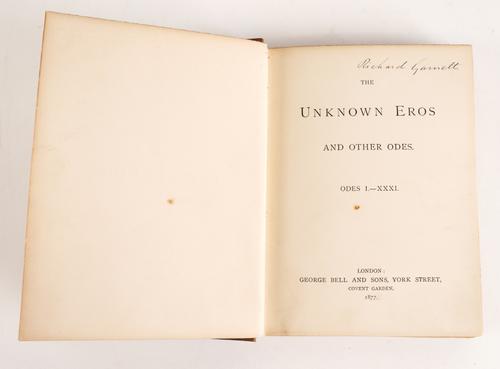 Richard Garnett
THE
UNKNOWN EROS
AND OTHER ODES.
ODES I.—XXXI.
LONDON:
GEORGE BELL AND SONS, YORK STREET,
COVENT GARDEN.
1877.